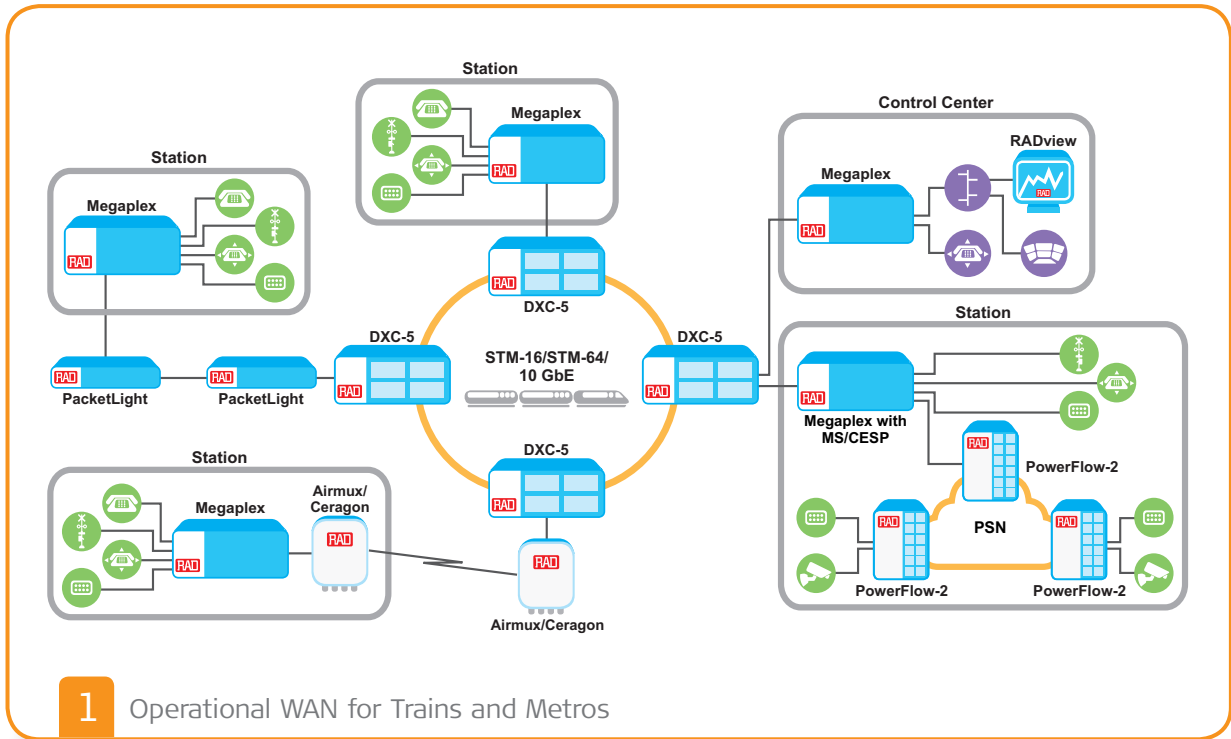 Station
Megaplex
RAD
Station
Megaplex
RAD
Control Center
RADview
RAD
Megaplex
RAD
DXC-5
RAD
DXC-5
RAD
DXC-5
RAD
STM-16/STM-64/
10 GbE
RAD
PacketLight
RAD
PacketLight
Station
Megaplex
RAD
Airmux/
Ceragon
RAD
DXC-5
RAD
RAD
Airmux/Ceragon
Station
RAD
Megaplex with
MS/CESP
RAD
PowerFlow-2
PSN
RAD
PowerFlow-2
RAD
PowerFlow-2
1 Operational WAN for Trains and Metros